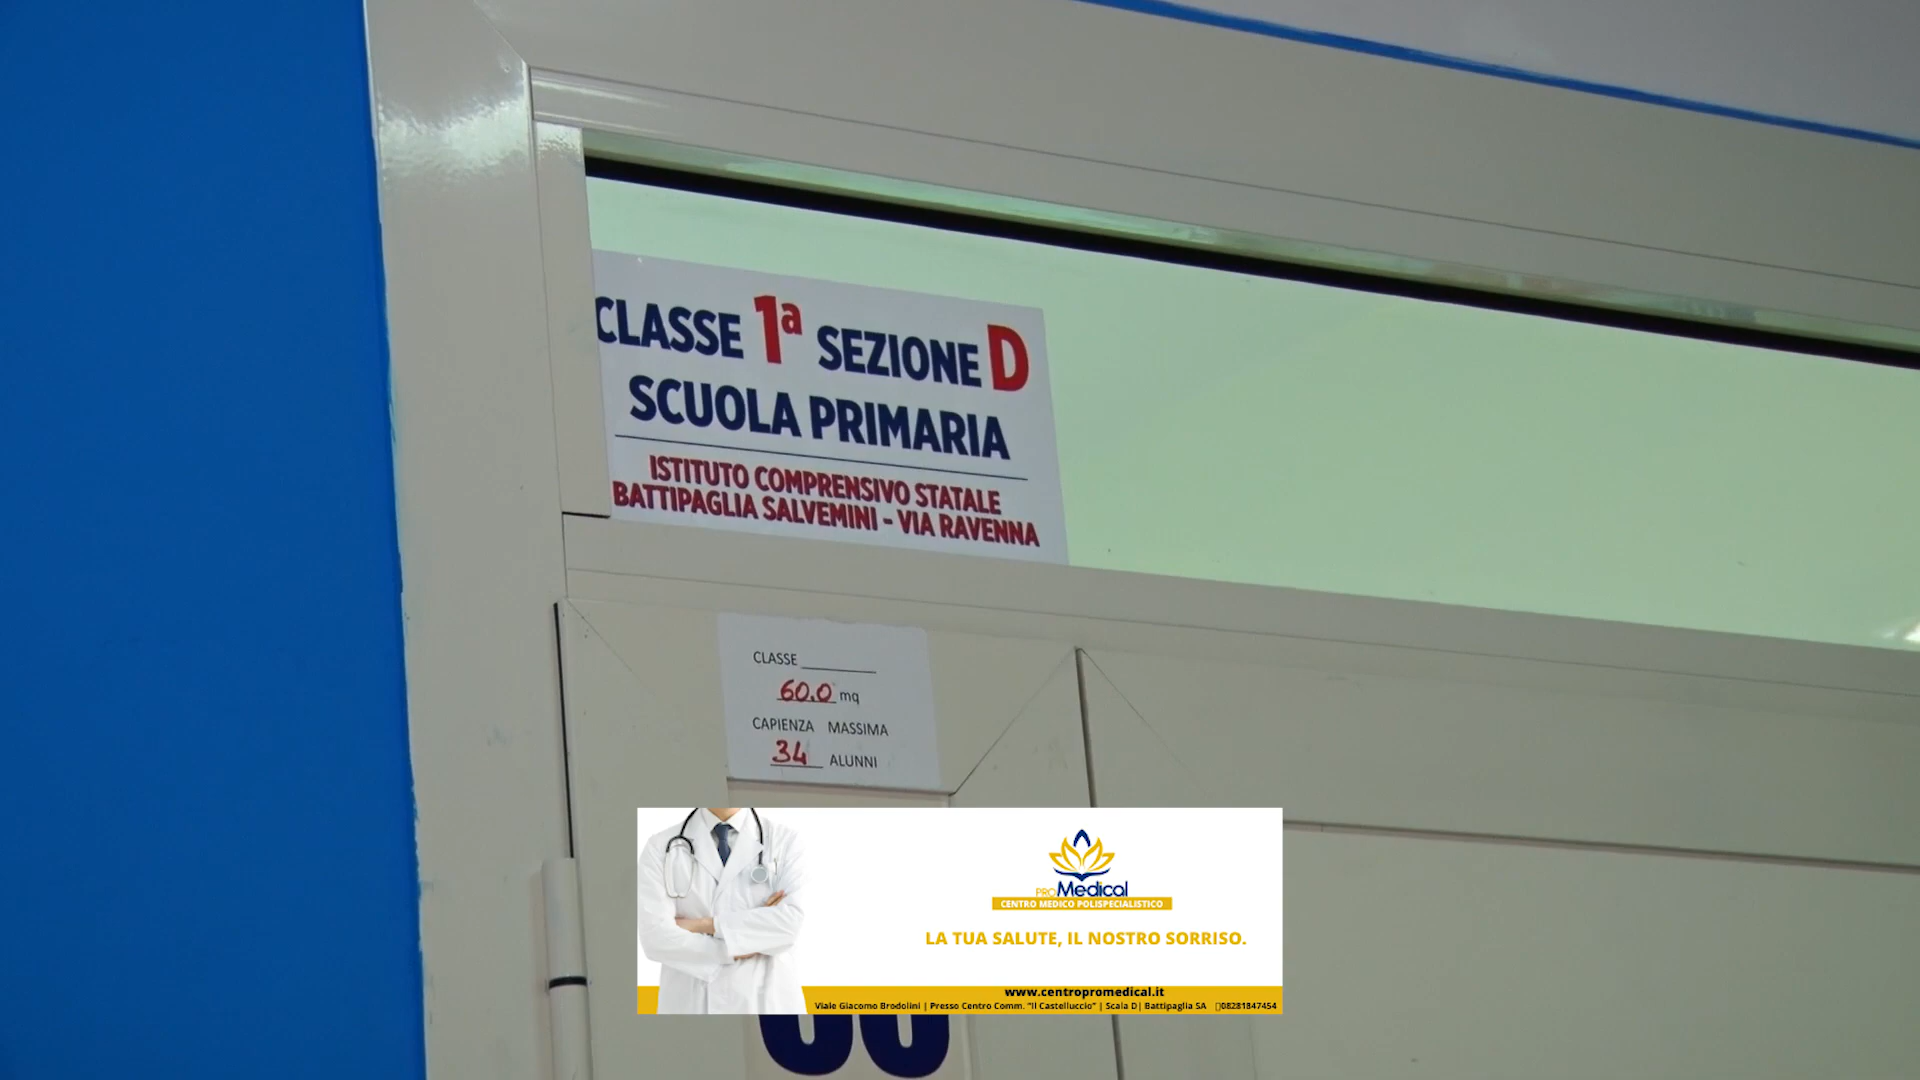 CLASSE 1ª SEZIONE D
SCUOLA PRIMARIA
ISTITUTO COMPRENSIVO STATALE
BATTIPAGLIA SALVEMINI - VIA RAVENNA
CLASSE
60.0 mq
CAPIENZA MASSIMA
34 ALUNNI
PROMedical
CENTRO MEDICO POLISPECIALISTICO
LA TUA SALUTE, IL NOSTRO SORRISO.
www.centropromedical.it
Viale Giacomo Brodolini | Presso Centro Comm. "Il Castelluccio" | Scala D| Battipaglia SA 08281847454